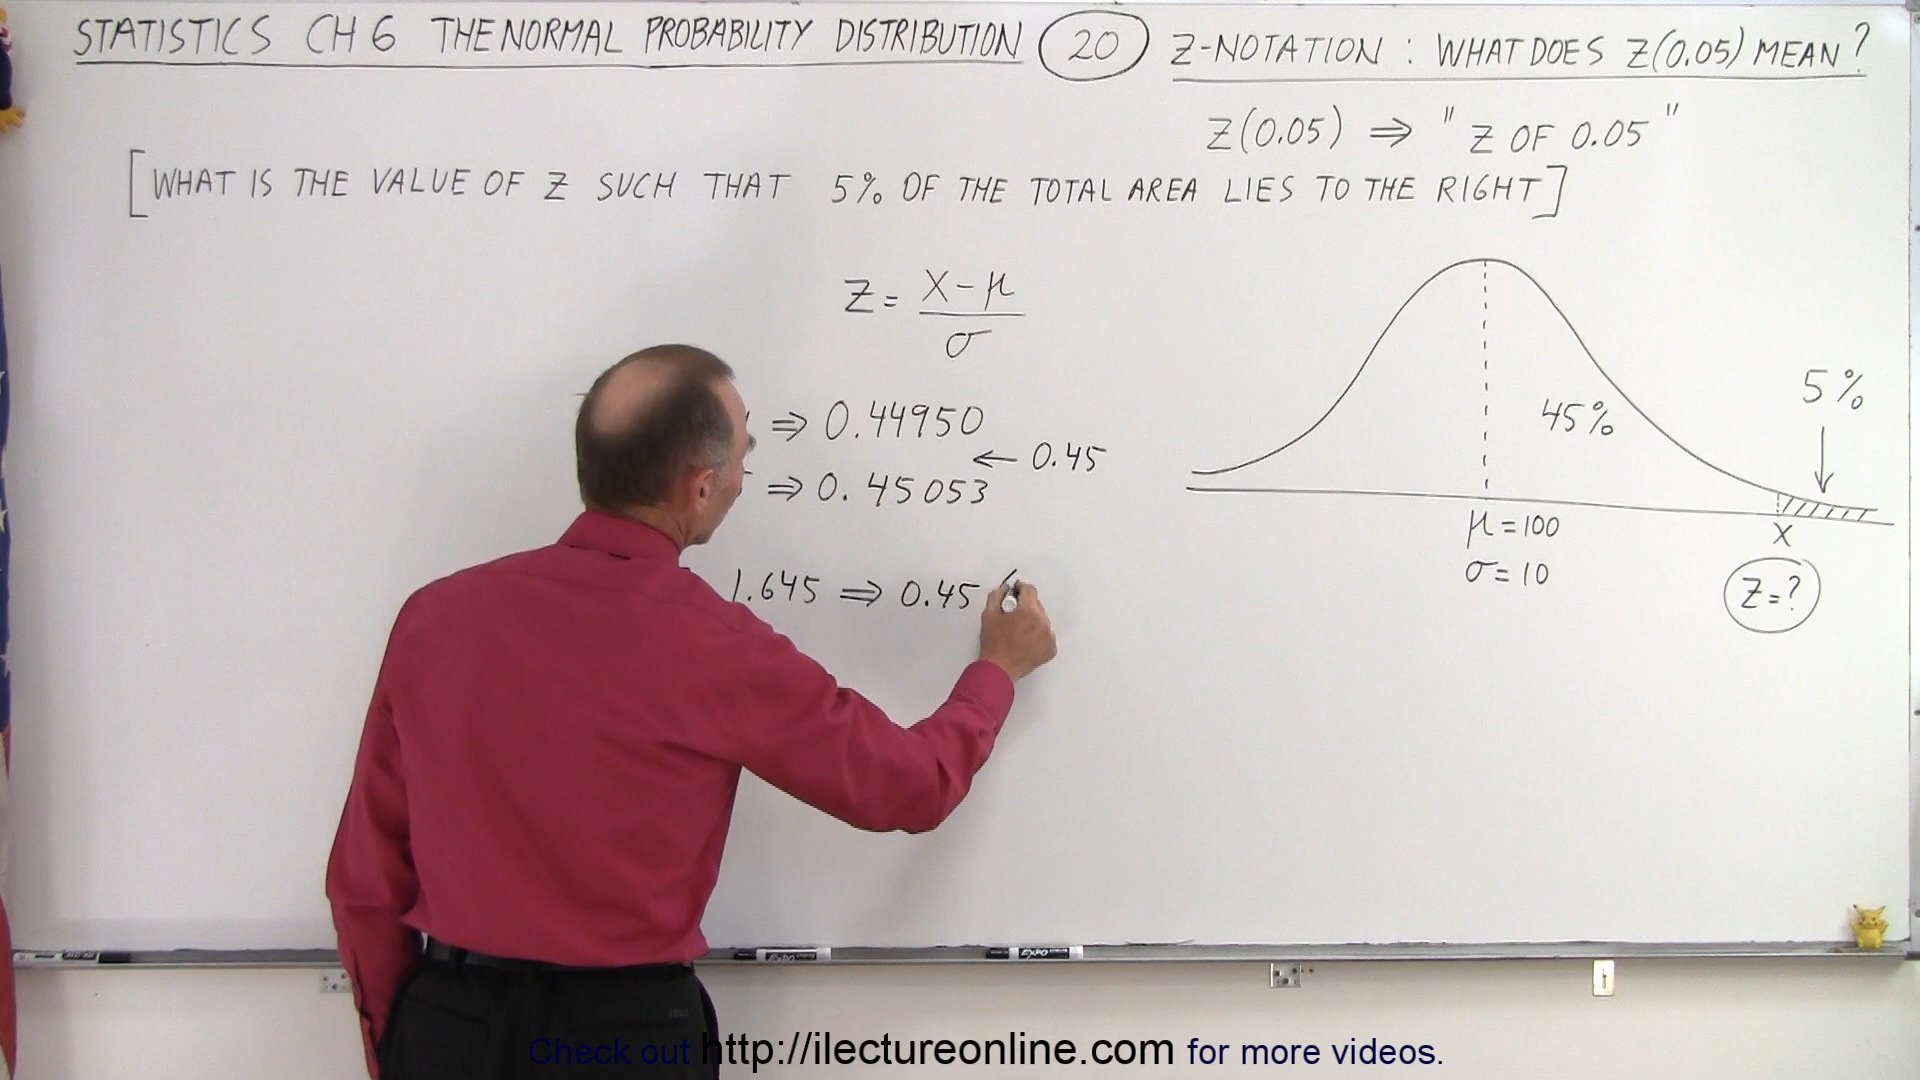 STATISTICS CH 6 THE NORMAL PROBABILITY DISTRIBUTION 20 Z-NOTATION : WHAT DOES Z(0.05) MEAN?
Z(0.05) ⇒ "Z OF 0.05"
[WHAT IS THE VALUE OF Z SUCH THAT 5% OF THE TOTAL AREA LIES TO THE RIGHT]
Z = (X - μ) / σ
⇒ 0.44950
← 0.45
⇒ 0.45053
1.645 ⇒ 0.45
45%
5%
μ = 100
σ = 10
X
Z = ?
EXPO
EXPO
Check out http://ilectureonline.com for more videos.